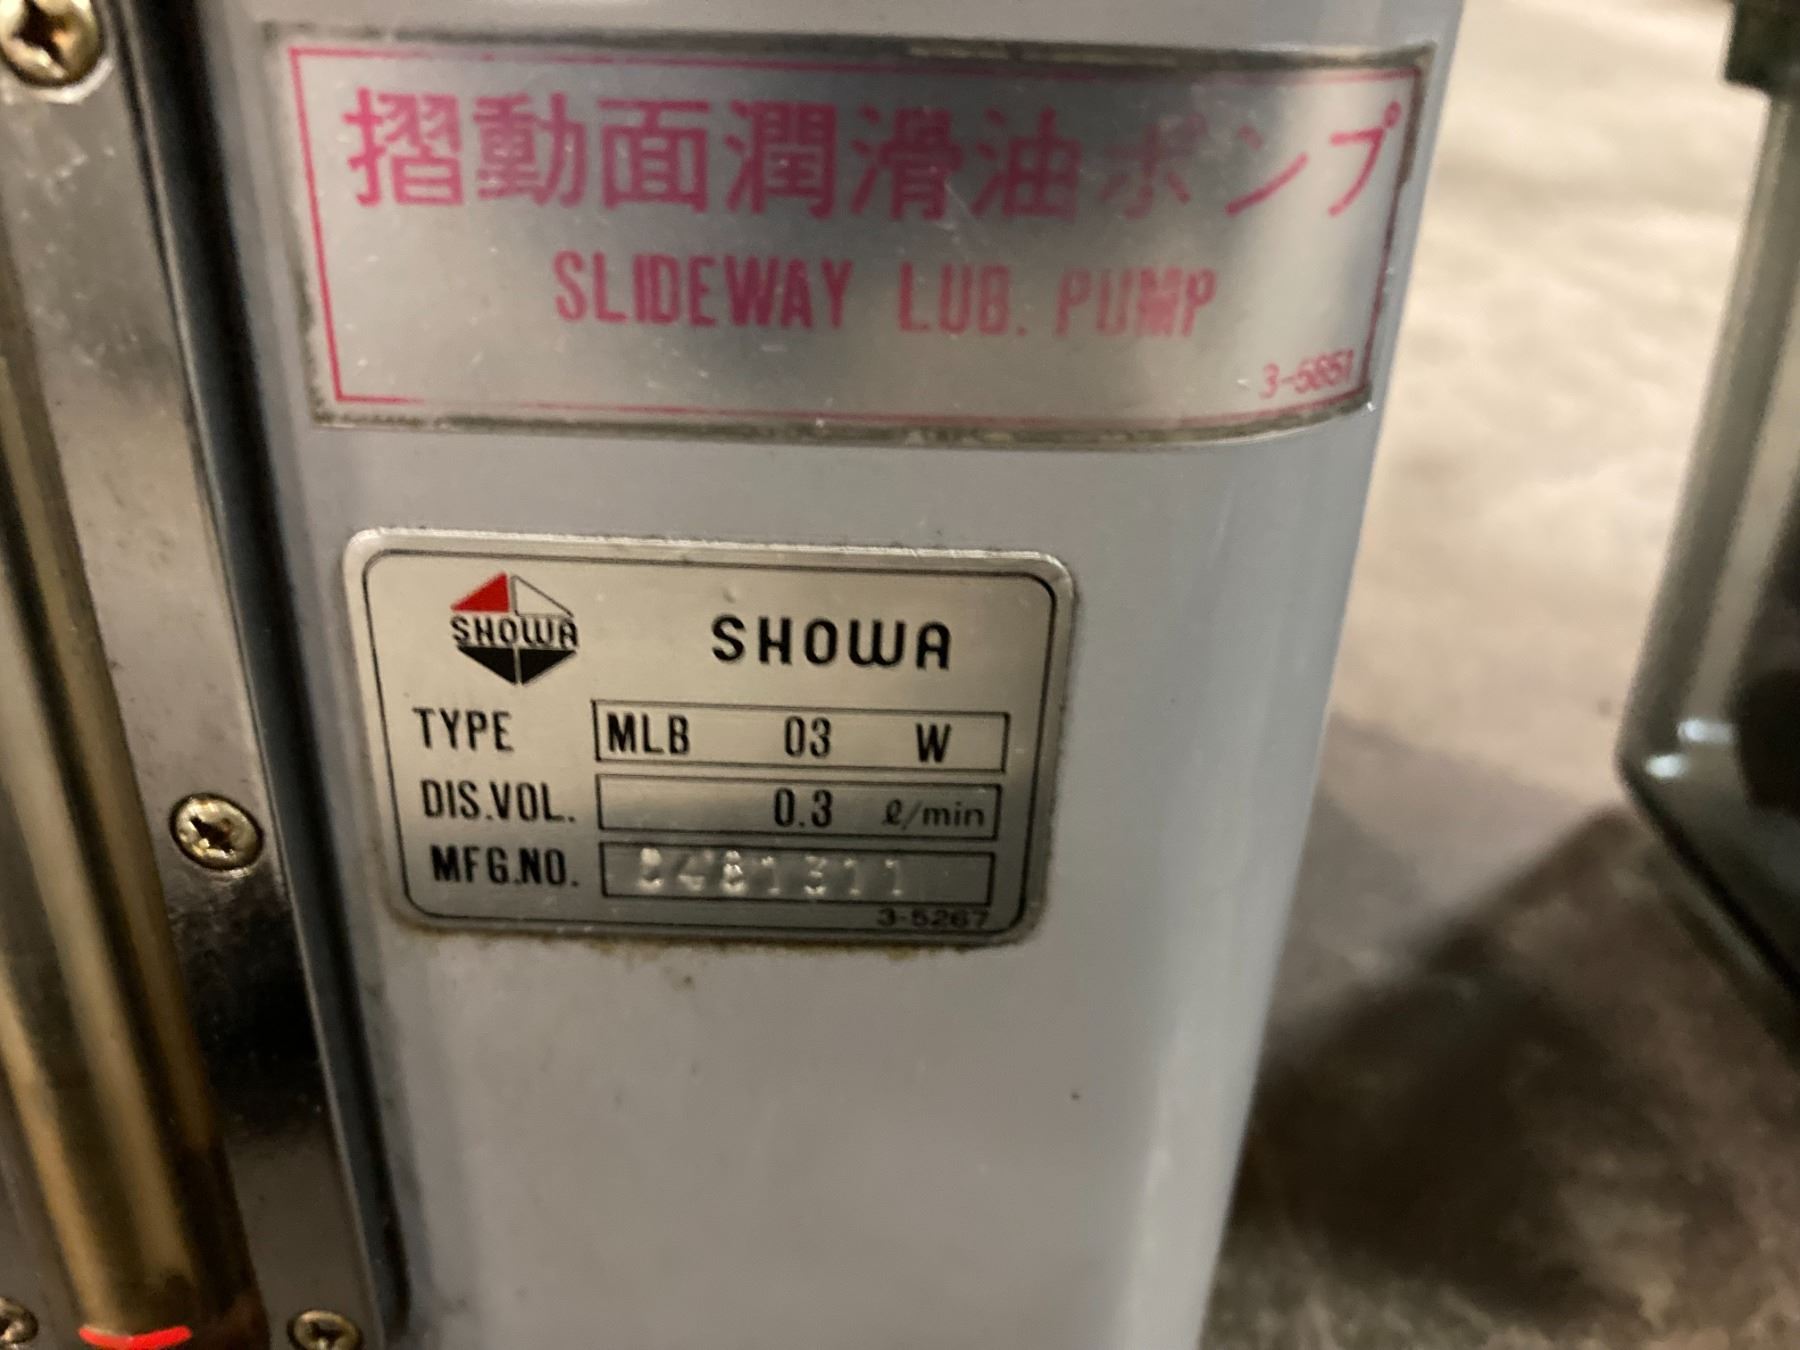 摺動面潤滑油ポンプ
SLIDEWAY LUB. PUMP
3-5851
SHOWA SHOWA
TYPE MLB 03 W
DIS.VOL. 0.3 ℓ/min
MFG.NO.
3-5267